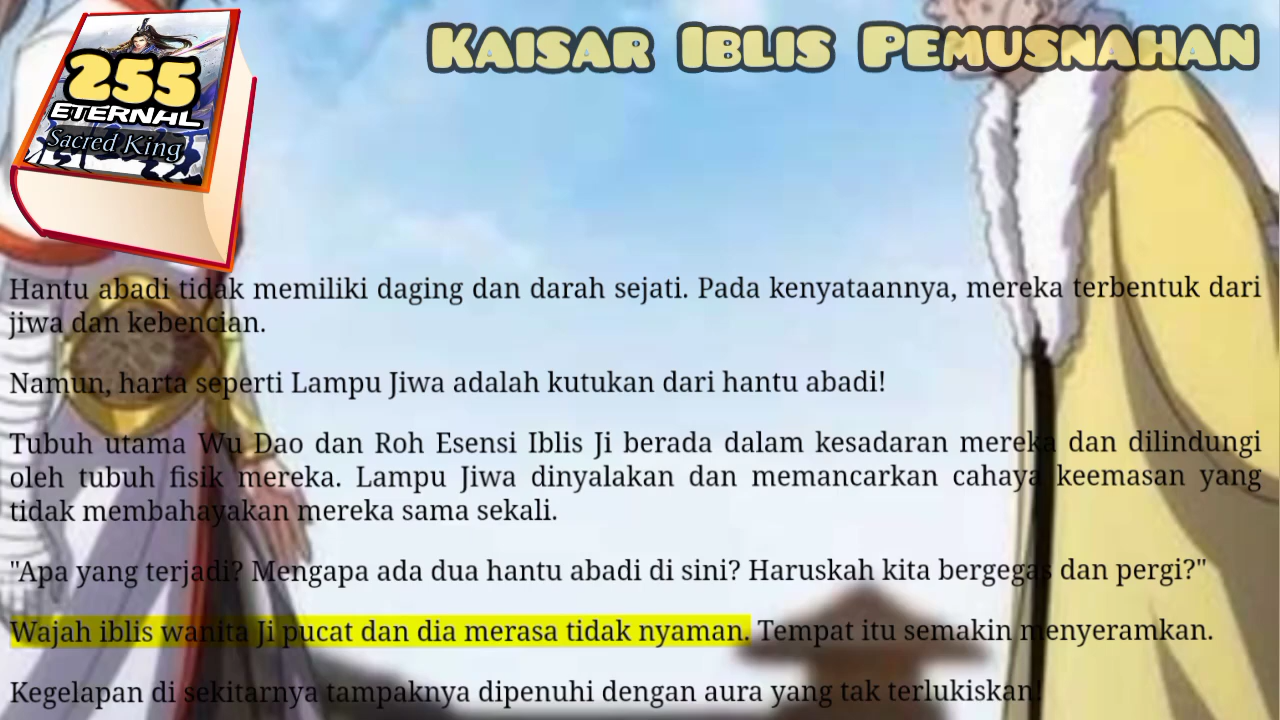 Kaisar Iblis Pemusnahan
255
ETERNAL
Sacred King
Hantu abadi tidak memiliki daging dan darah sejati. Pada kenyataannya, mereka terbentuk dari
jiwa dan kebencian.
Namun, harta seperti Lampu Jiwa adalah kutukan dari hantu abadi!
Tubuh utama Wu Dao dan Roh Esensi Iblis Ji berada dalam kesadaran mereka dan dilindungi
oleh tubuh fisik mereka. Lampu Jiwa dinyalakan dan memancarkan cahaya keemasan yang
tidak membahayakan mereka sama sekali.
"Apa yang terjadi? Mengapa ada dua hantu abadi di sini? Haruskah kita bergegas dan pergi?"
Wajah iblis wanita Ji pucat dan dia merasa tidak nyaman. Tempat itu semakin menyeramkan.
Kegelapan di sekitarnya tampaknya dipenuhi dengan aura yang tak terlukiskan!